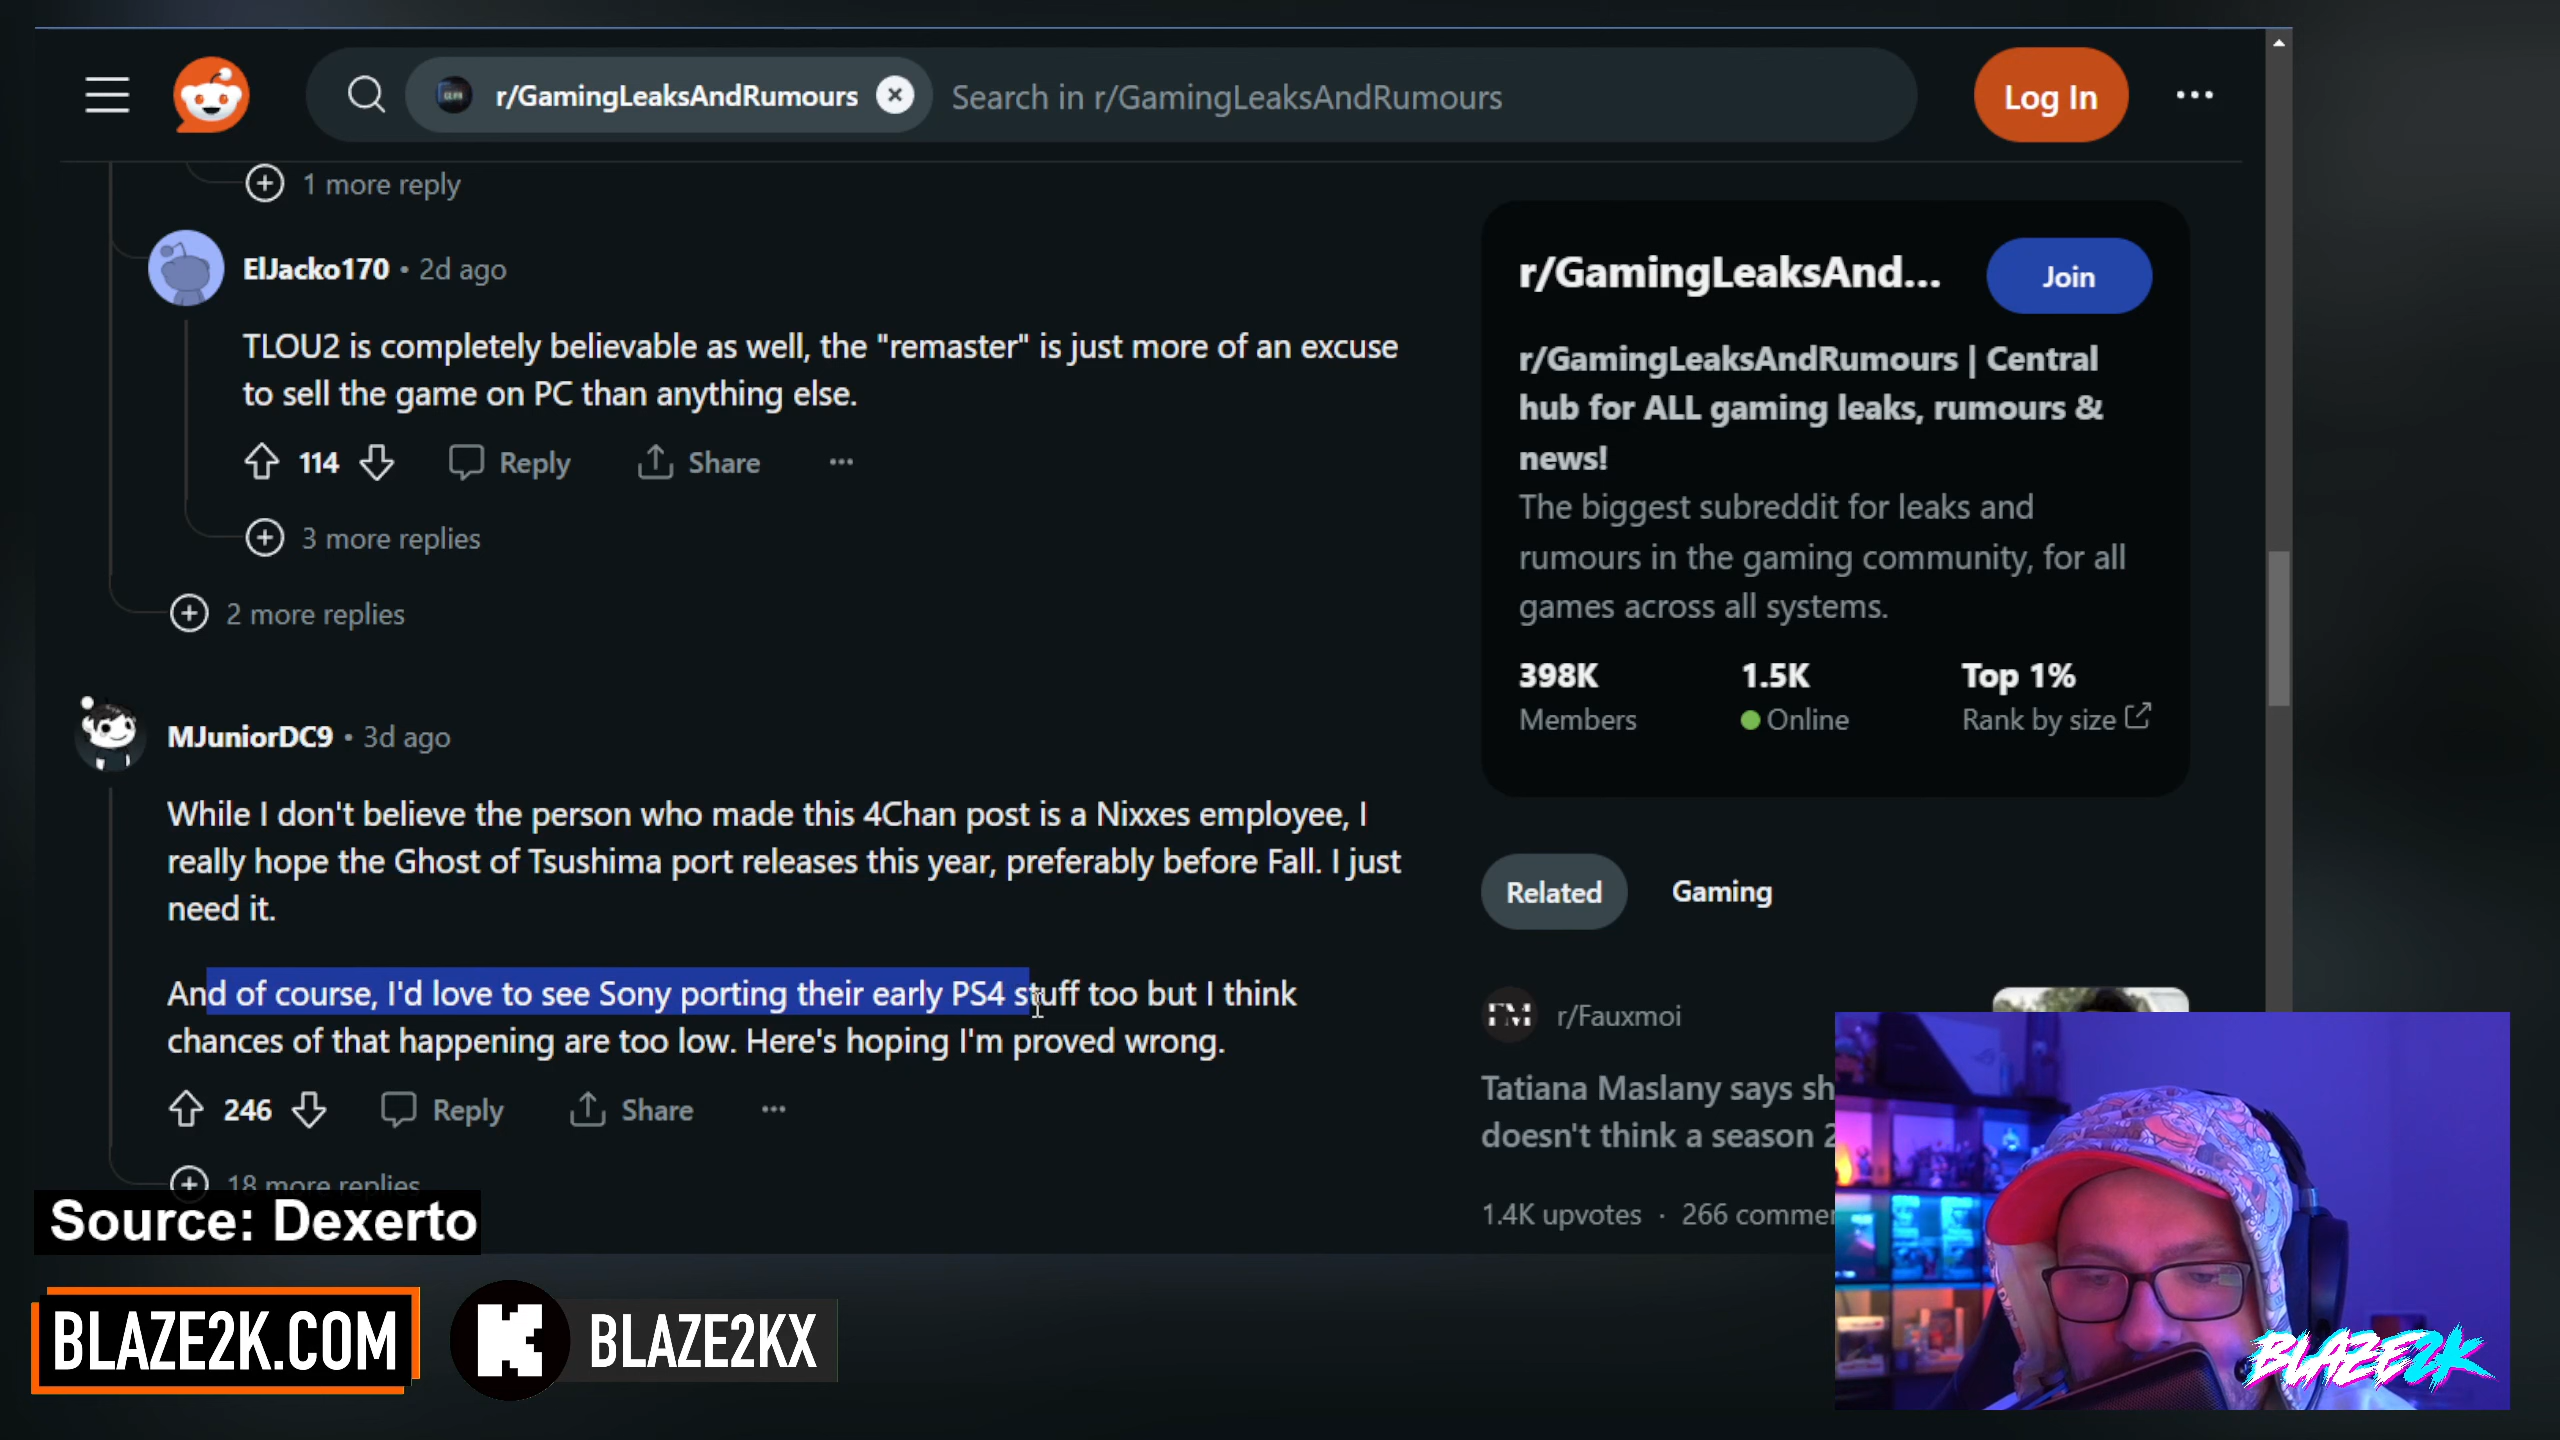 r/GamingLeaksAndRumours
Search in r/GamingLeaksAndRumours
Log In
1 more reply
ElJacko170 • 2d ago
TLOU2 is completely believable as well, the "remaster" is just more of an excuse
to sell the game on PC than anything else.
114
Reply
Share
3 more replies
2 more replies
MJuniorDC9 • 3d ago
While I don't believe the person who made this 4Chan post is a Nixxes employee, I
really hope the Ghost of Tsushima port releases this year, preferably before Fall. I just
need it.
And of course, I'd love to see Sony porting their early PS4 stuff too but I think
chances of that happening are too low. Here's hoping I'm proved wrong.
246
Reply
Share
18 more replies
r/GamingLeaksAnd...
Join
r/GamingLeaksAndRumours | Central
hub for ALL gaming leaks, rumours &
news!
The biggest subreddit for leaks and
rumours in the gaming community, for all
games across all systems.
398K
Members
1.5K
Online
Top 1%
Rank by size
Related
Gaming
FM
r/Fauxmoi
Tatiana Maslany says sh
doesn't think a season 2
1.4K upvotes · 266 comme
Source: Dexerto
BLAZE2K.COM
K
BLAZE2KX
BLAZE2K